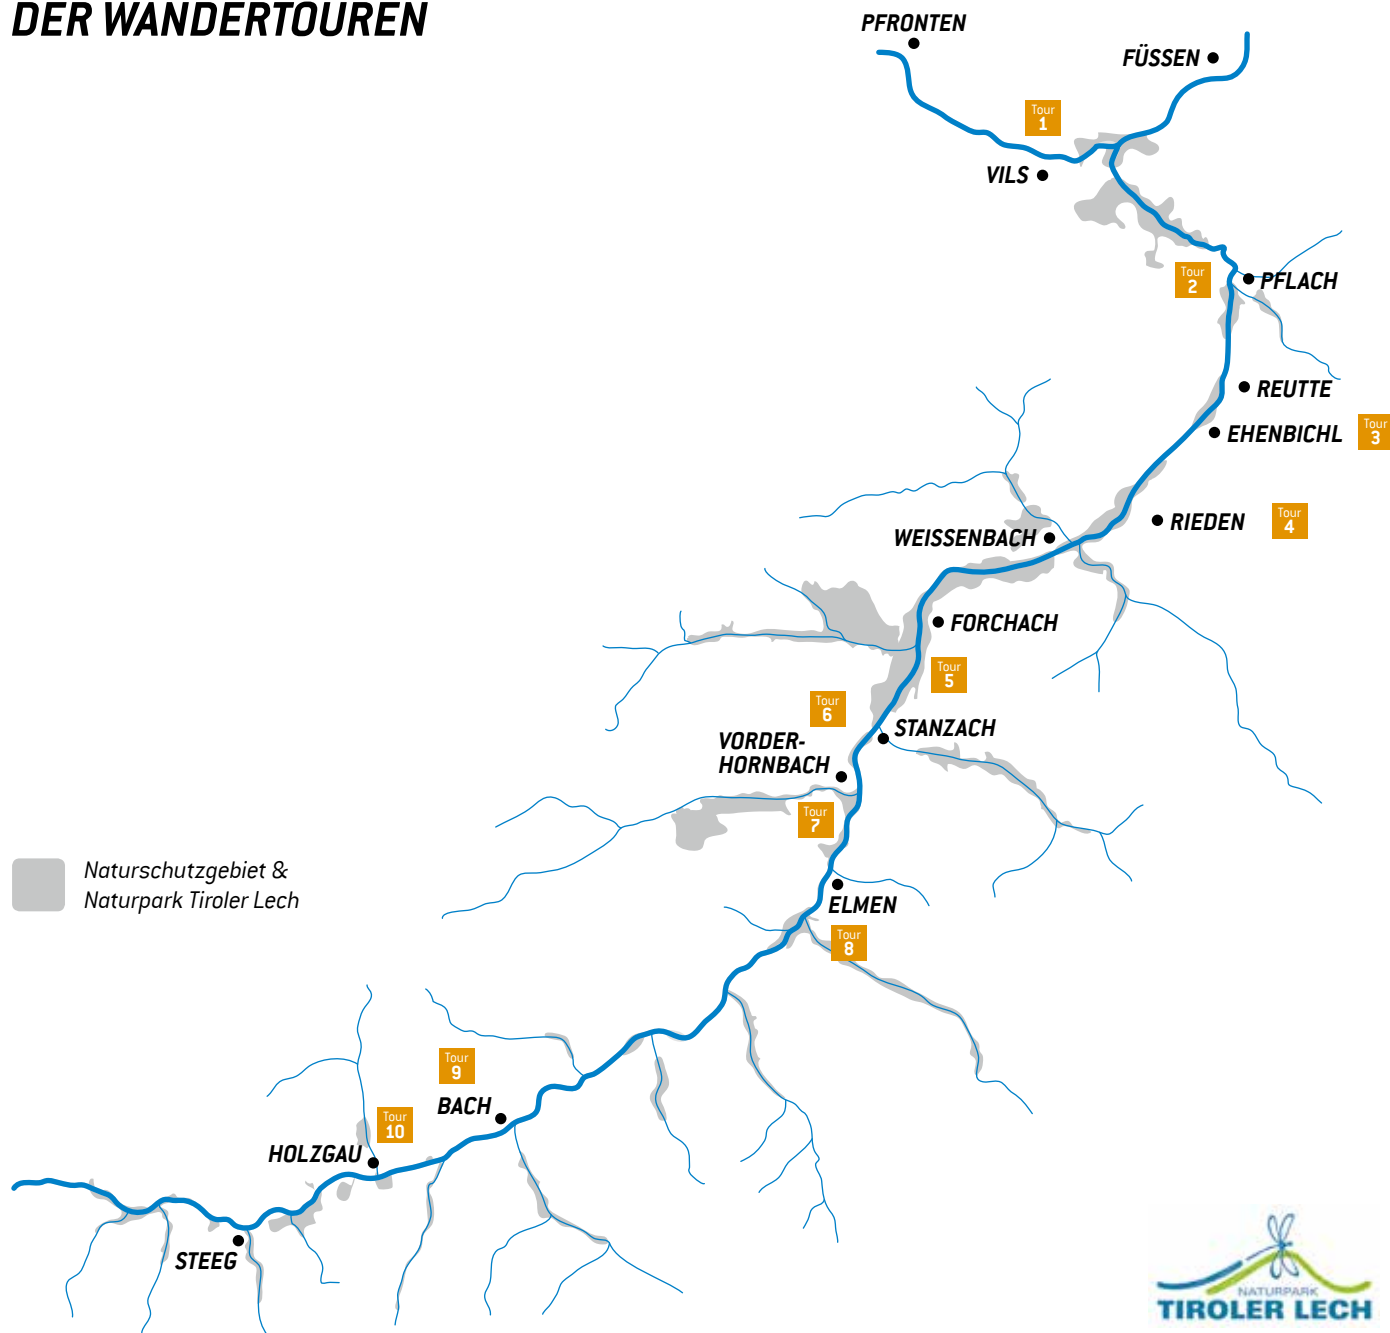 DER WANDERTOUREN
PFRONTEN
FÜSSEN
Tour
1
VILS
Tour
2
PFLACH
REUTTE
EHENBICHL
Tour
3
RIEDEN
Tour
4
WEISSENBACH
FORCHACH
Tour
5
Tour
6
STANZACH
VORDER-
HORNBACH
Tour
7
Naturschutzgebiet &
Naturpark Tiroler Lech
ELMEN
Tour
8
Tour
9
BACH
Tour
10
HOLZGAU
STEEG
NATURPARK
TIROLER LECH